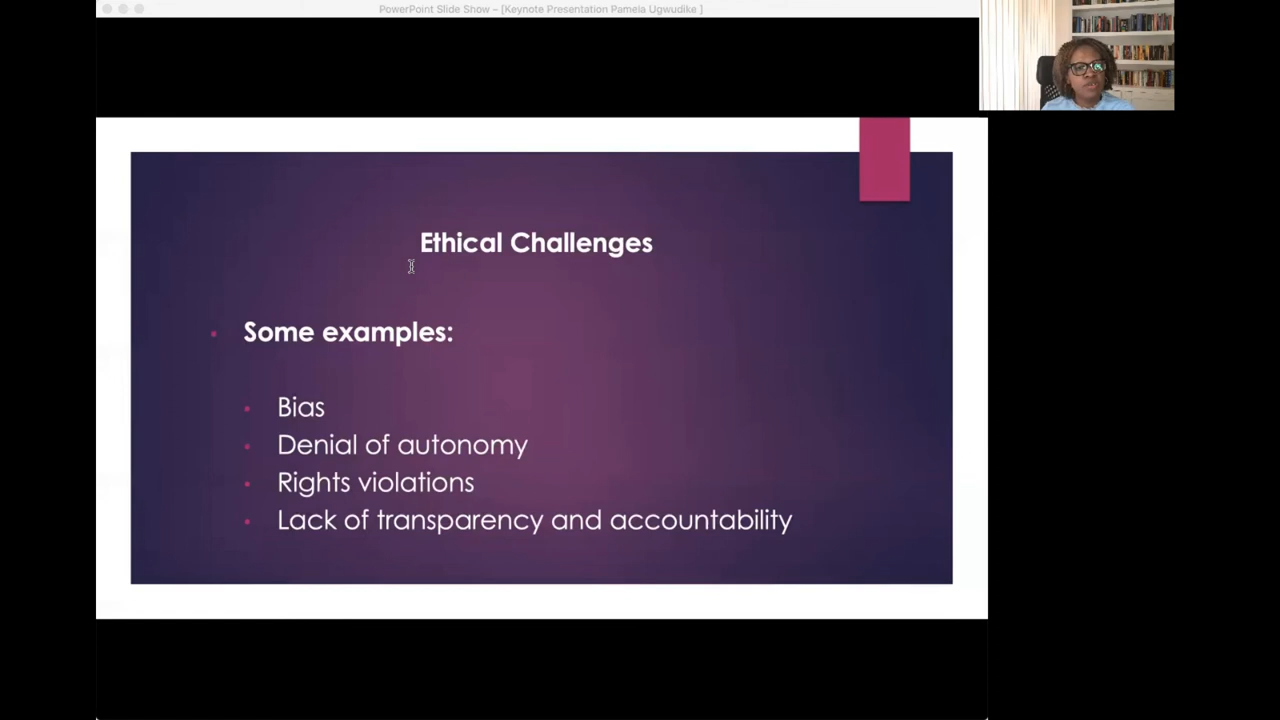 PowerPoint Slide Show – [Keynote Presentation Pamela Ugwudike ]
Ethical Challenges
• Some examples:
• Bias
• Denial of autonomy
• Rights violations
• Lack of transparency and accountability